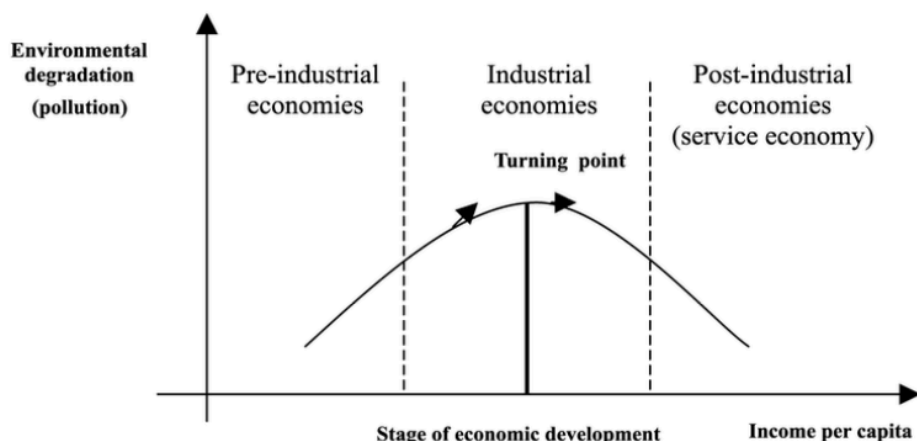 Environmental
degradation
(pollution)
Pre-industrial
economies
Industrial
economies
Post-industrial
economies
(service economy)
Turning point
Stage of economic development
Income per capita